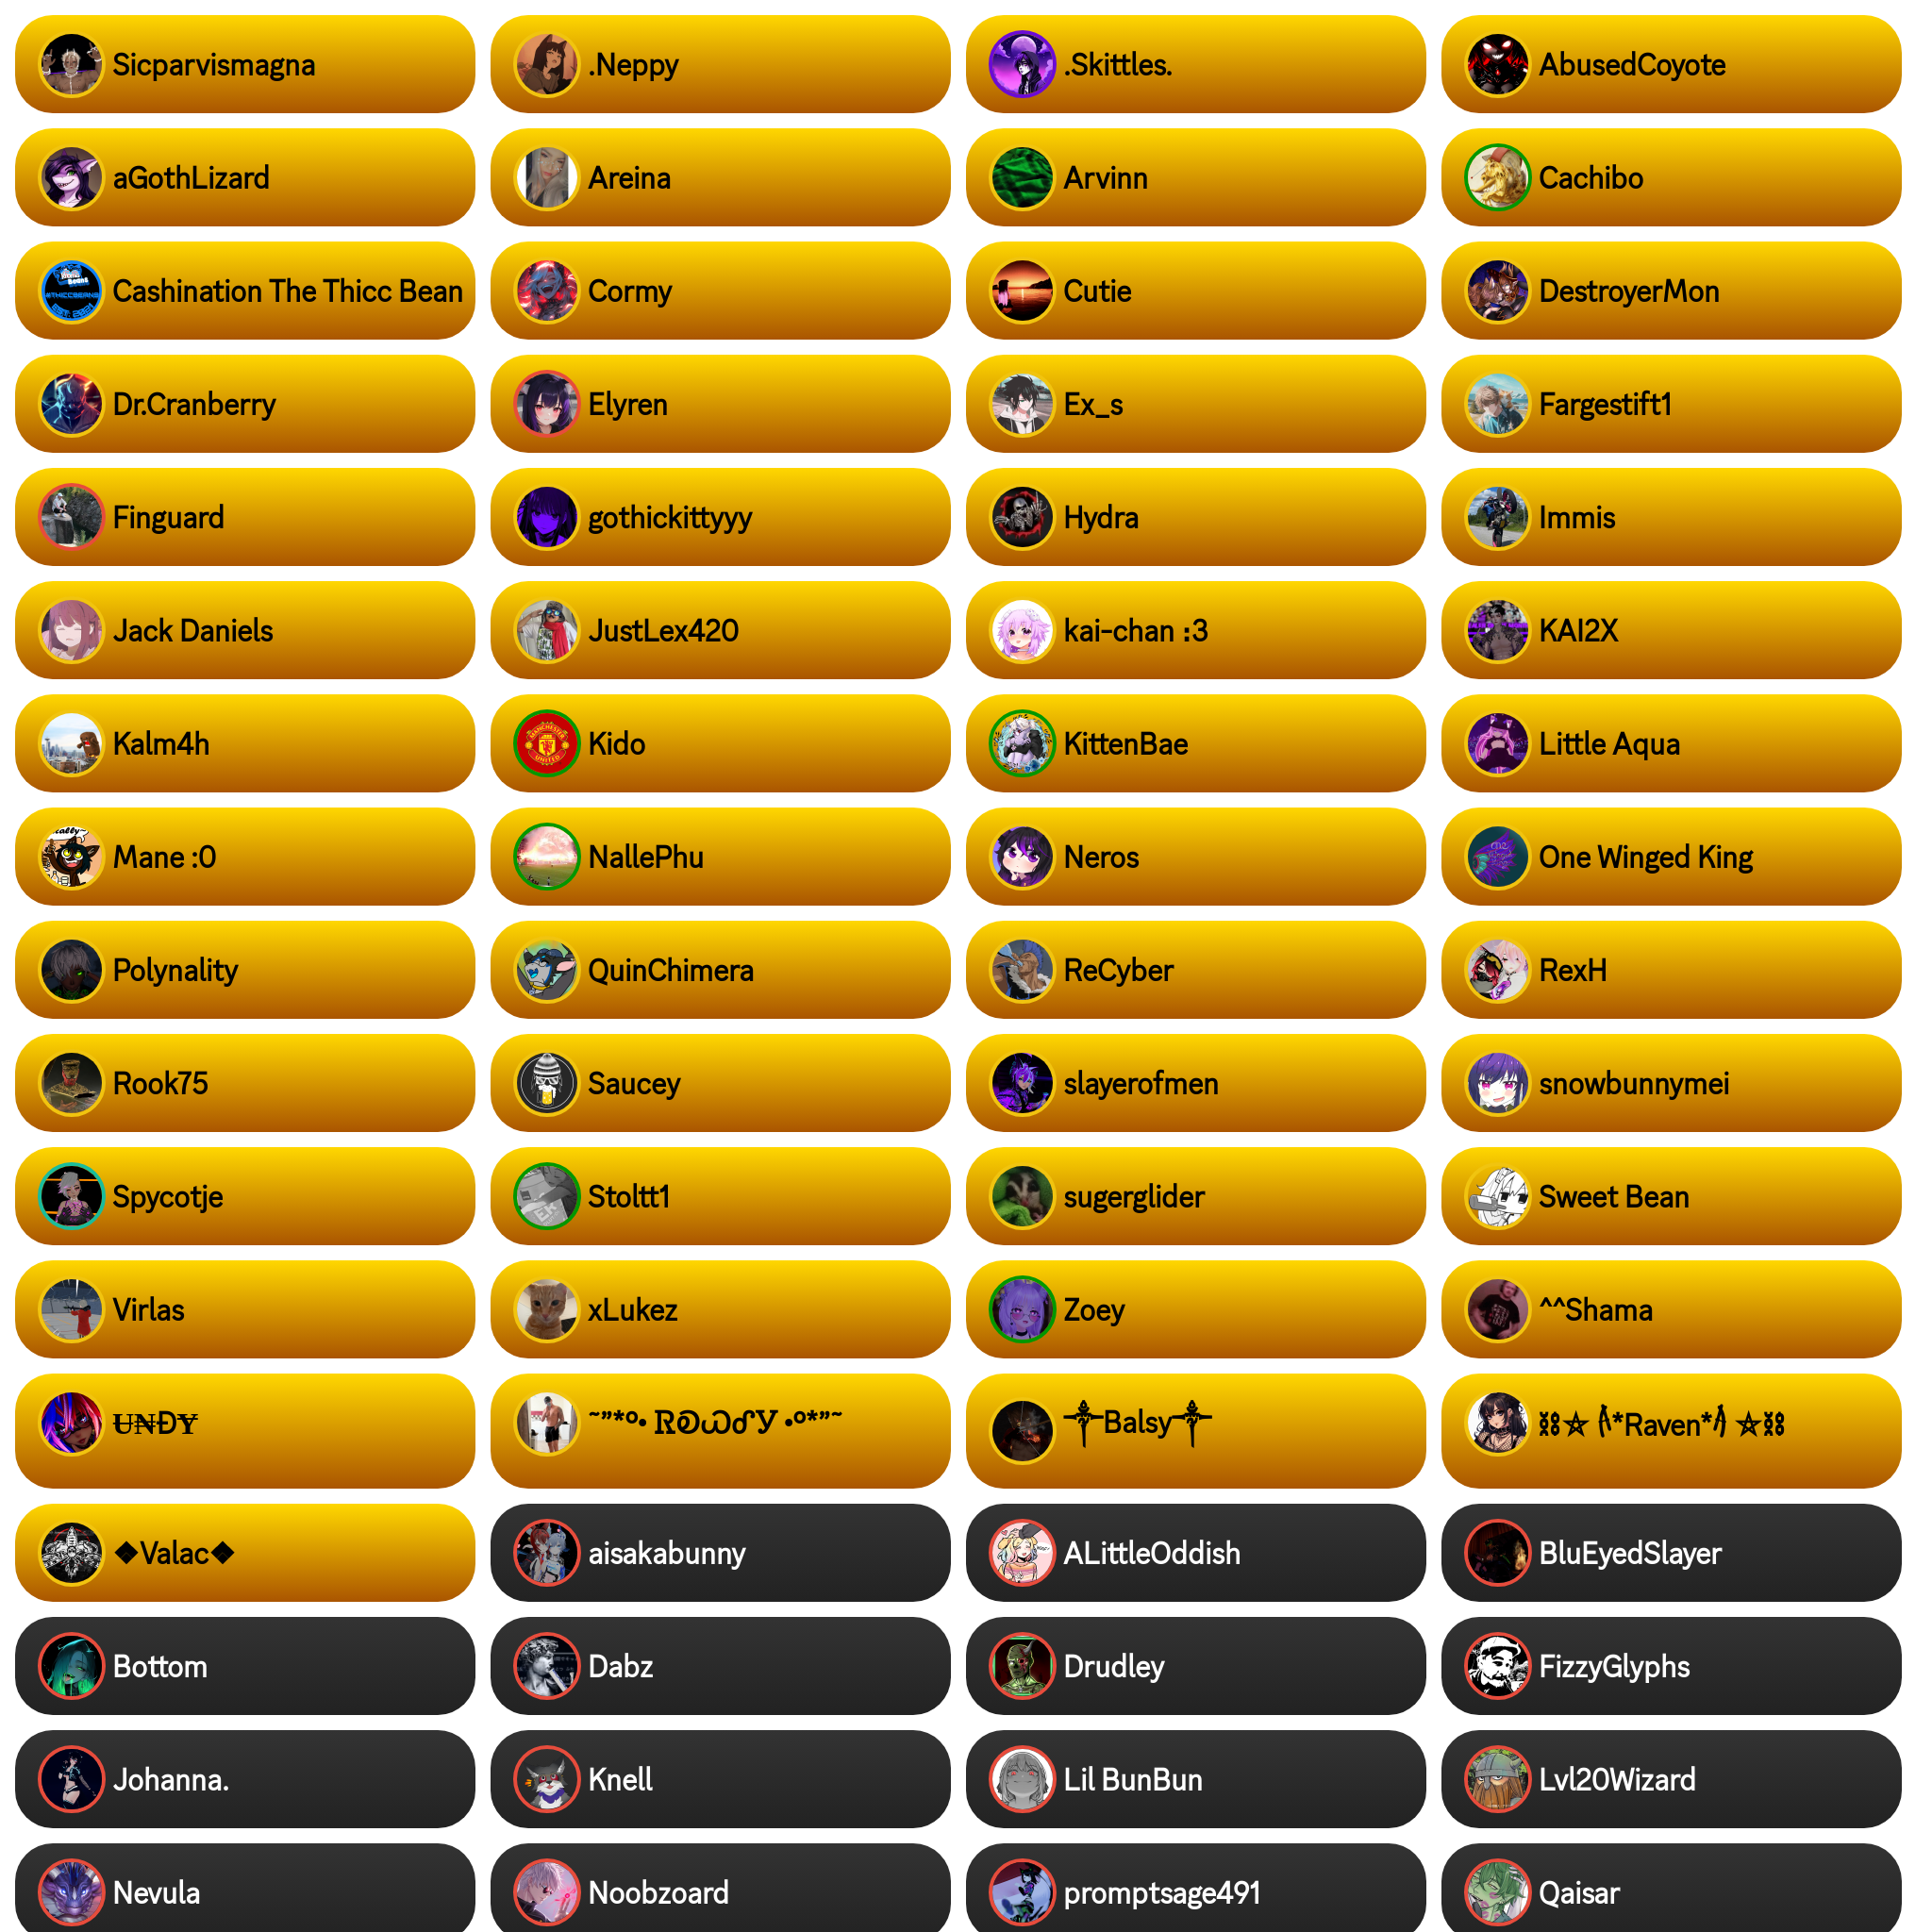 Sicparvismagna
.Neppy
.Skittles.
AbusedCoyote
aGothLizard
Areina
Arvinn
Cachibo
Cashination The Thicc Bean
Cormy
Cutie
DestroyerMon
Dr.Cranberry
Elyren
Ex_s
Fargestift1
Finguard
gothickittyyy
Hydra
Immis
Jack Daniels
JustLex420
kai-chan :3
KAI2X
Kalm4h
Kido
KittenBae
Little Aqua
Mane :0
NallePhu
Neros
One Winged King
Polynality
QuinChimera
ReCyber
RexH
Rook75
Saucey
slayerofmen
snowbunnymei
Spycotje
Stoltt1
sugerglider
Sweet Bean
Virlas
xLukez
Zoey
^^Shama
Balsy
*Raven*
❖Valac❖
aisakabunny
ALittleOddish
BluEyedSlayer
Bottom
Dabz
Drudley
FizzyGlyphs
Johanna.
Knell
Lil BunBun
Lvl20Wizard
Nevula
Noobzoard
promptsage491
Qaisar